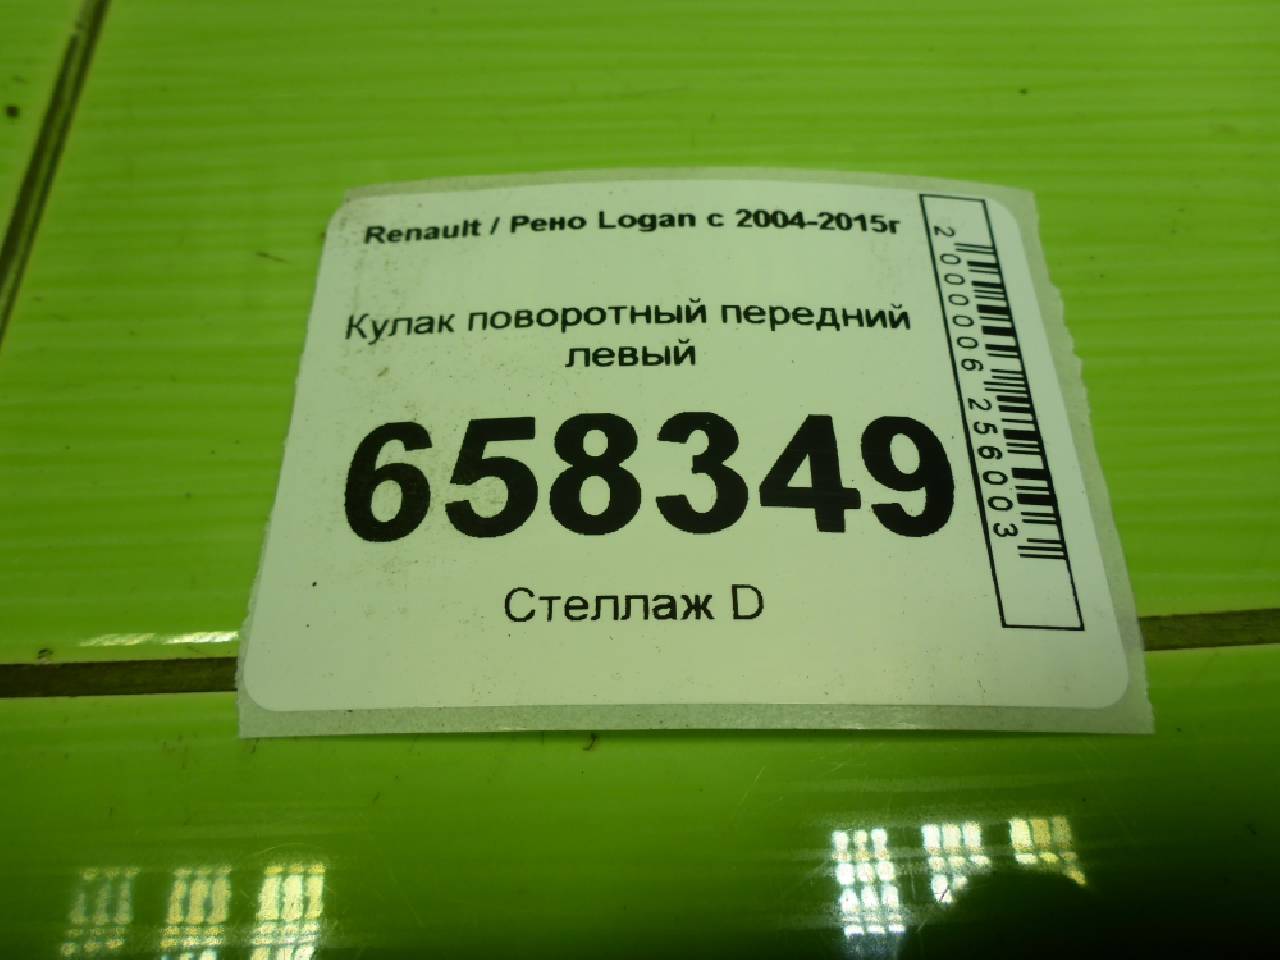 Renault / Рено Logan с 2004-2015г
Кулак поворотный передний
левый
658349
Стеллаж D
2000006256003